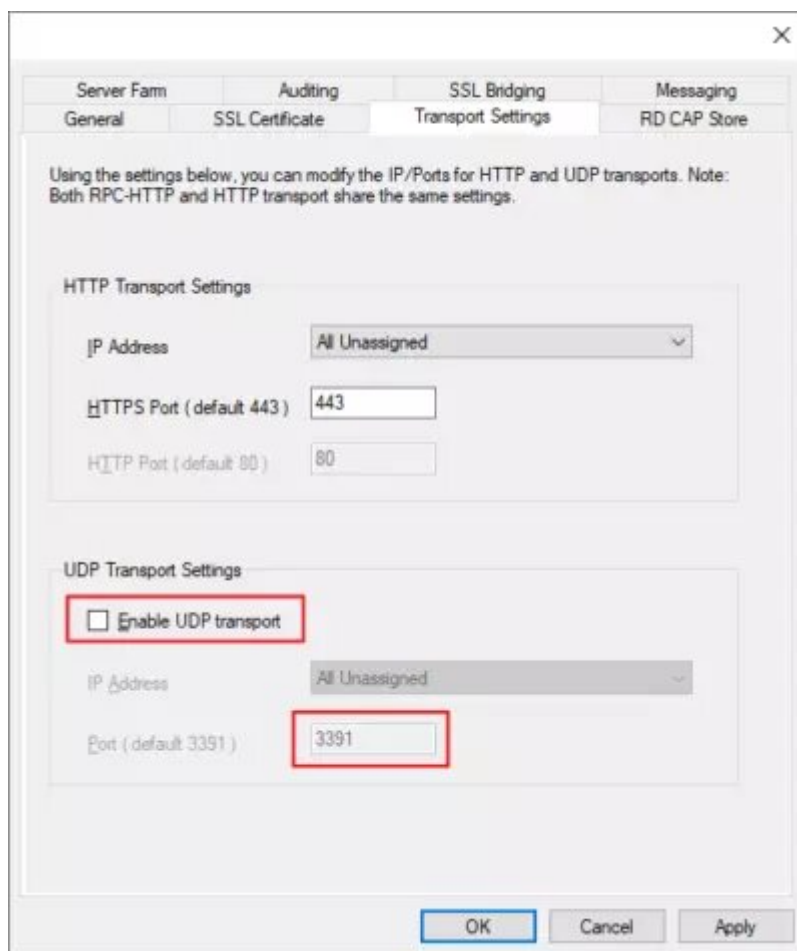 Server Farm Auditing SSL Bridging Messaging
General SSL Certificate Transport Settings RD CAP Store
Using the settings below, you can modify the IP/Ports for HTTP and UDP transports. Note:
Both RPC-HTTP and HTTP transport share the same settings.
HTTP Transport Settings
IP Address All Unassigned
HTTPS Port ( default 443 ) 443
HTTP Port ( default 80 ) 80
UDP Transport Settings
Enable UDP transport
IP Address All Unassigned
Port ( default 3391 ) 3391
OK Cancel Apply